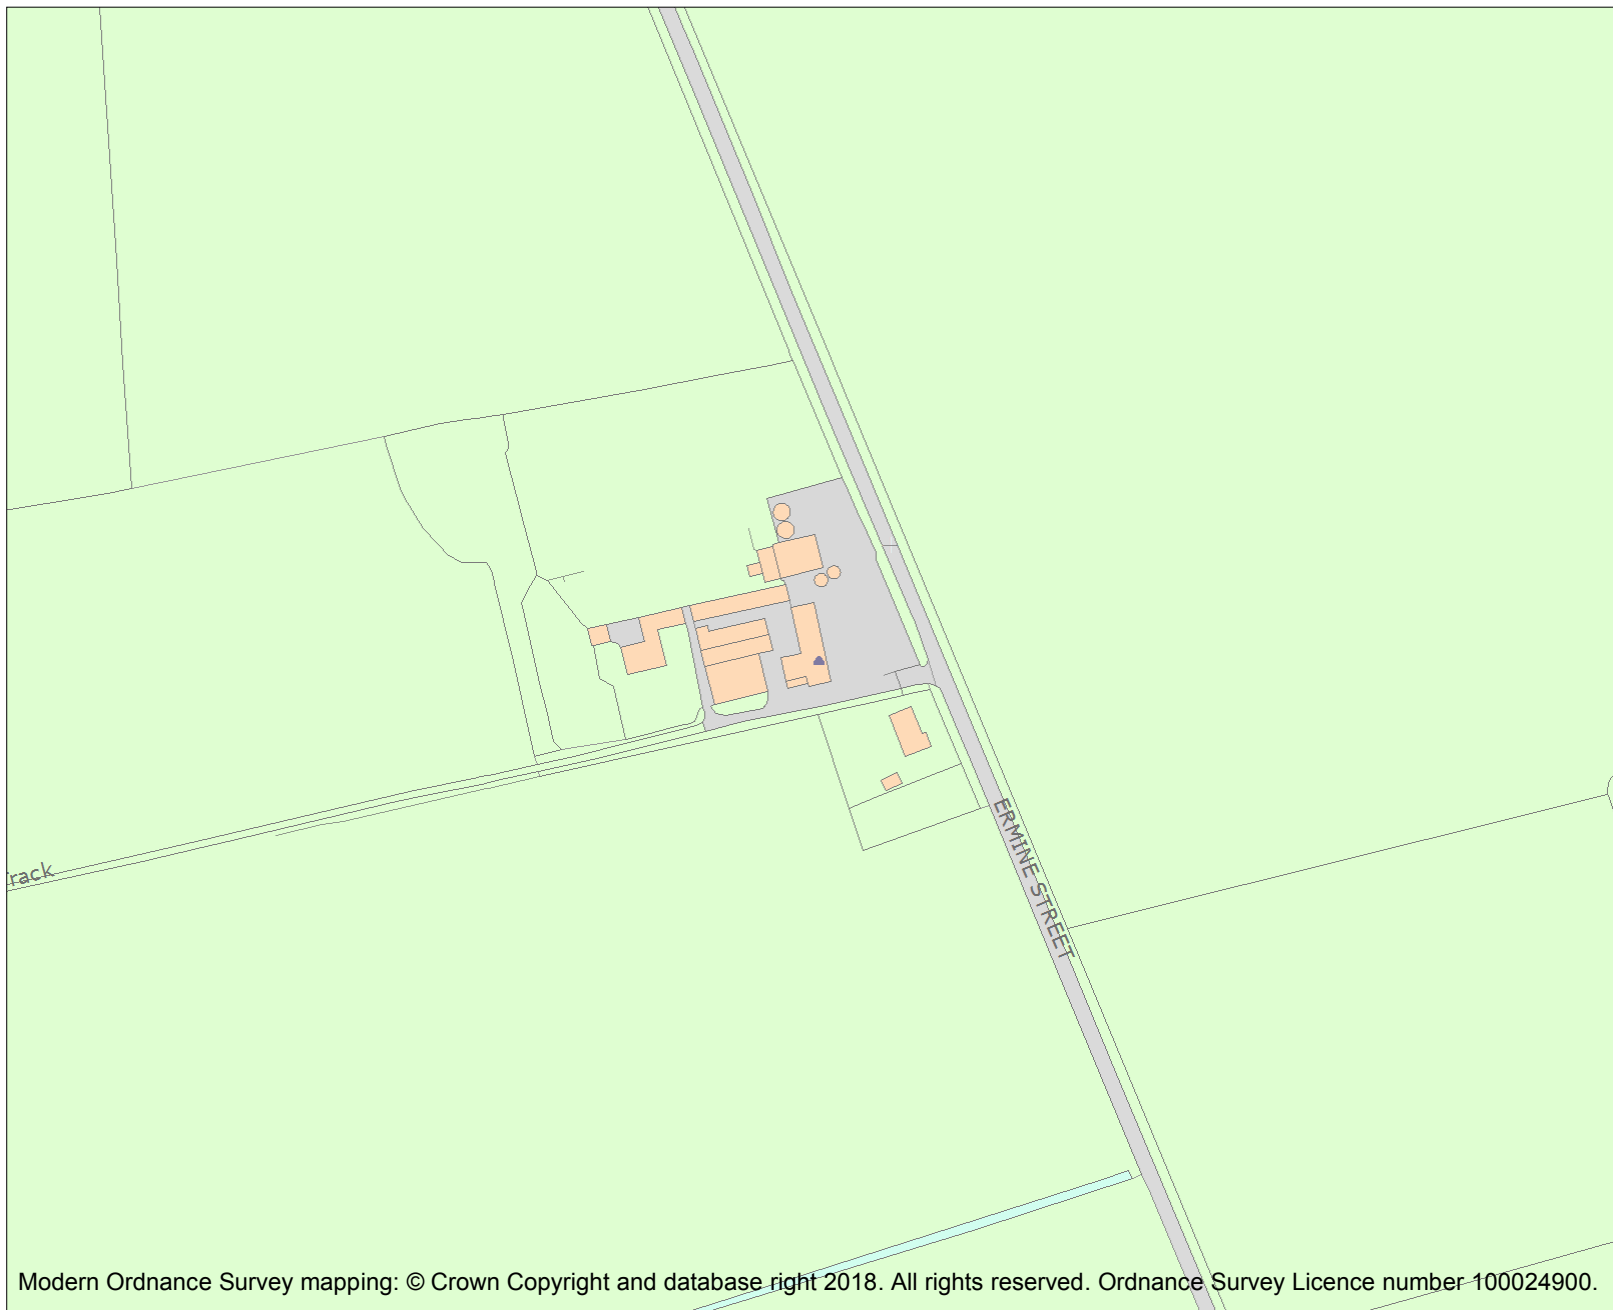 rack
ERMINE STREET
Modern Ordnance Survey mapping: © Crown Copyright and database right 2018. All rights reserved. Ordnance Survey Licence number 100024900.